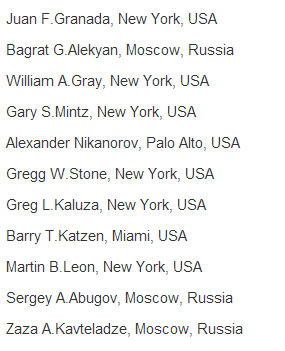 Juan F.Granada, New York, USA
Bagrat G.Alekyan, Moscow, Russia
William A.Gray, New York, USA
Gary S.Mintz, New York, USA
Alexander Nikanorov, Palo Alto, USA
Gregg W.Stone, New York, USA
Greg L.Kaluza, New York, USA
Barry T.Katzen, Miami, USA
Martin B.Leon, New York, USA
Sergey A.Abugov, Moscow, Russia
Zaza A.Kavteladze, Moscow, Russia